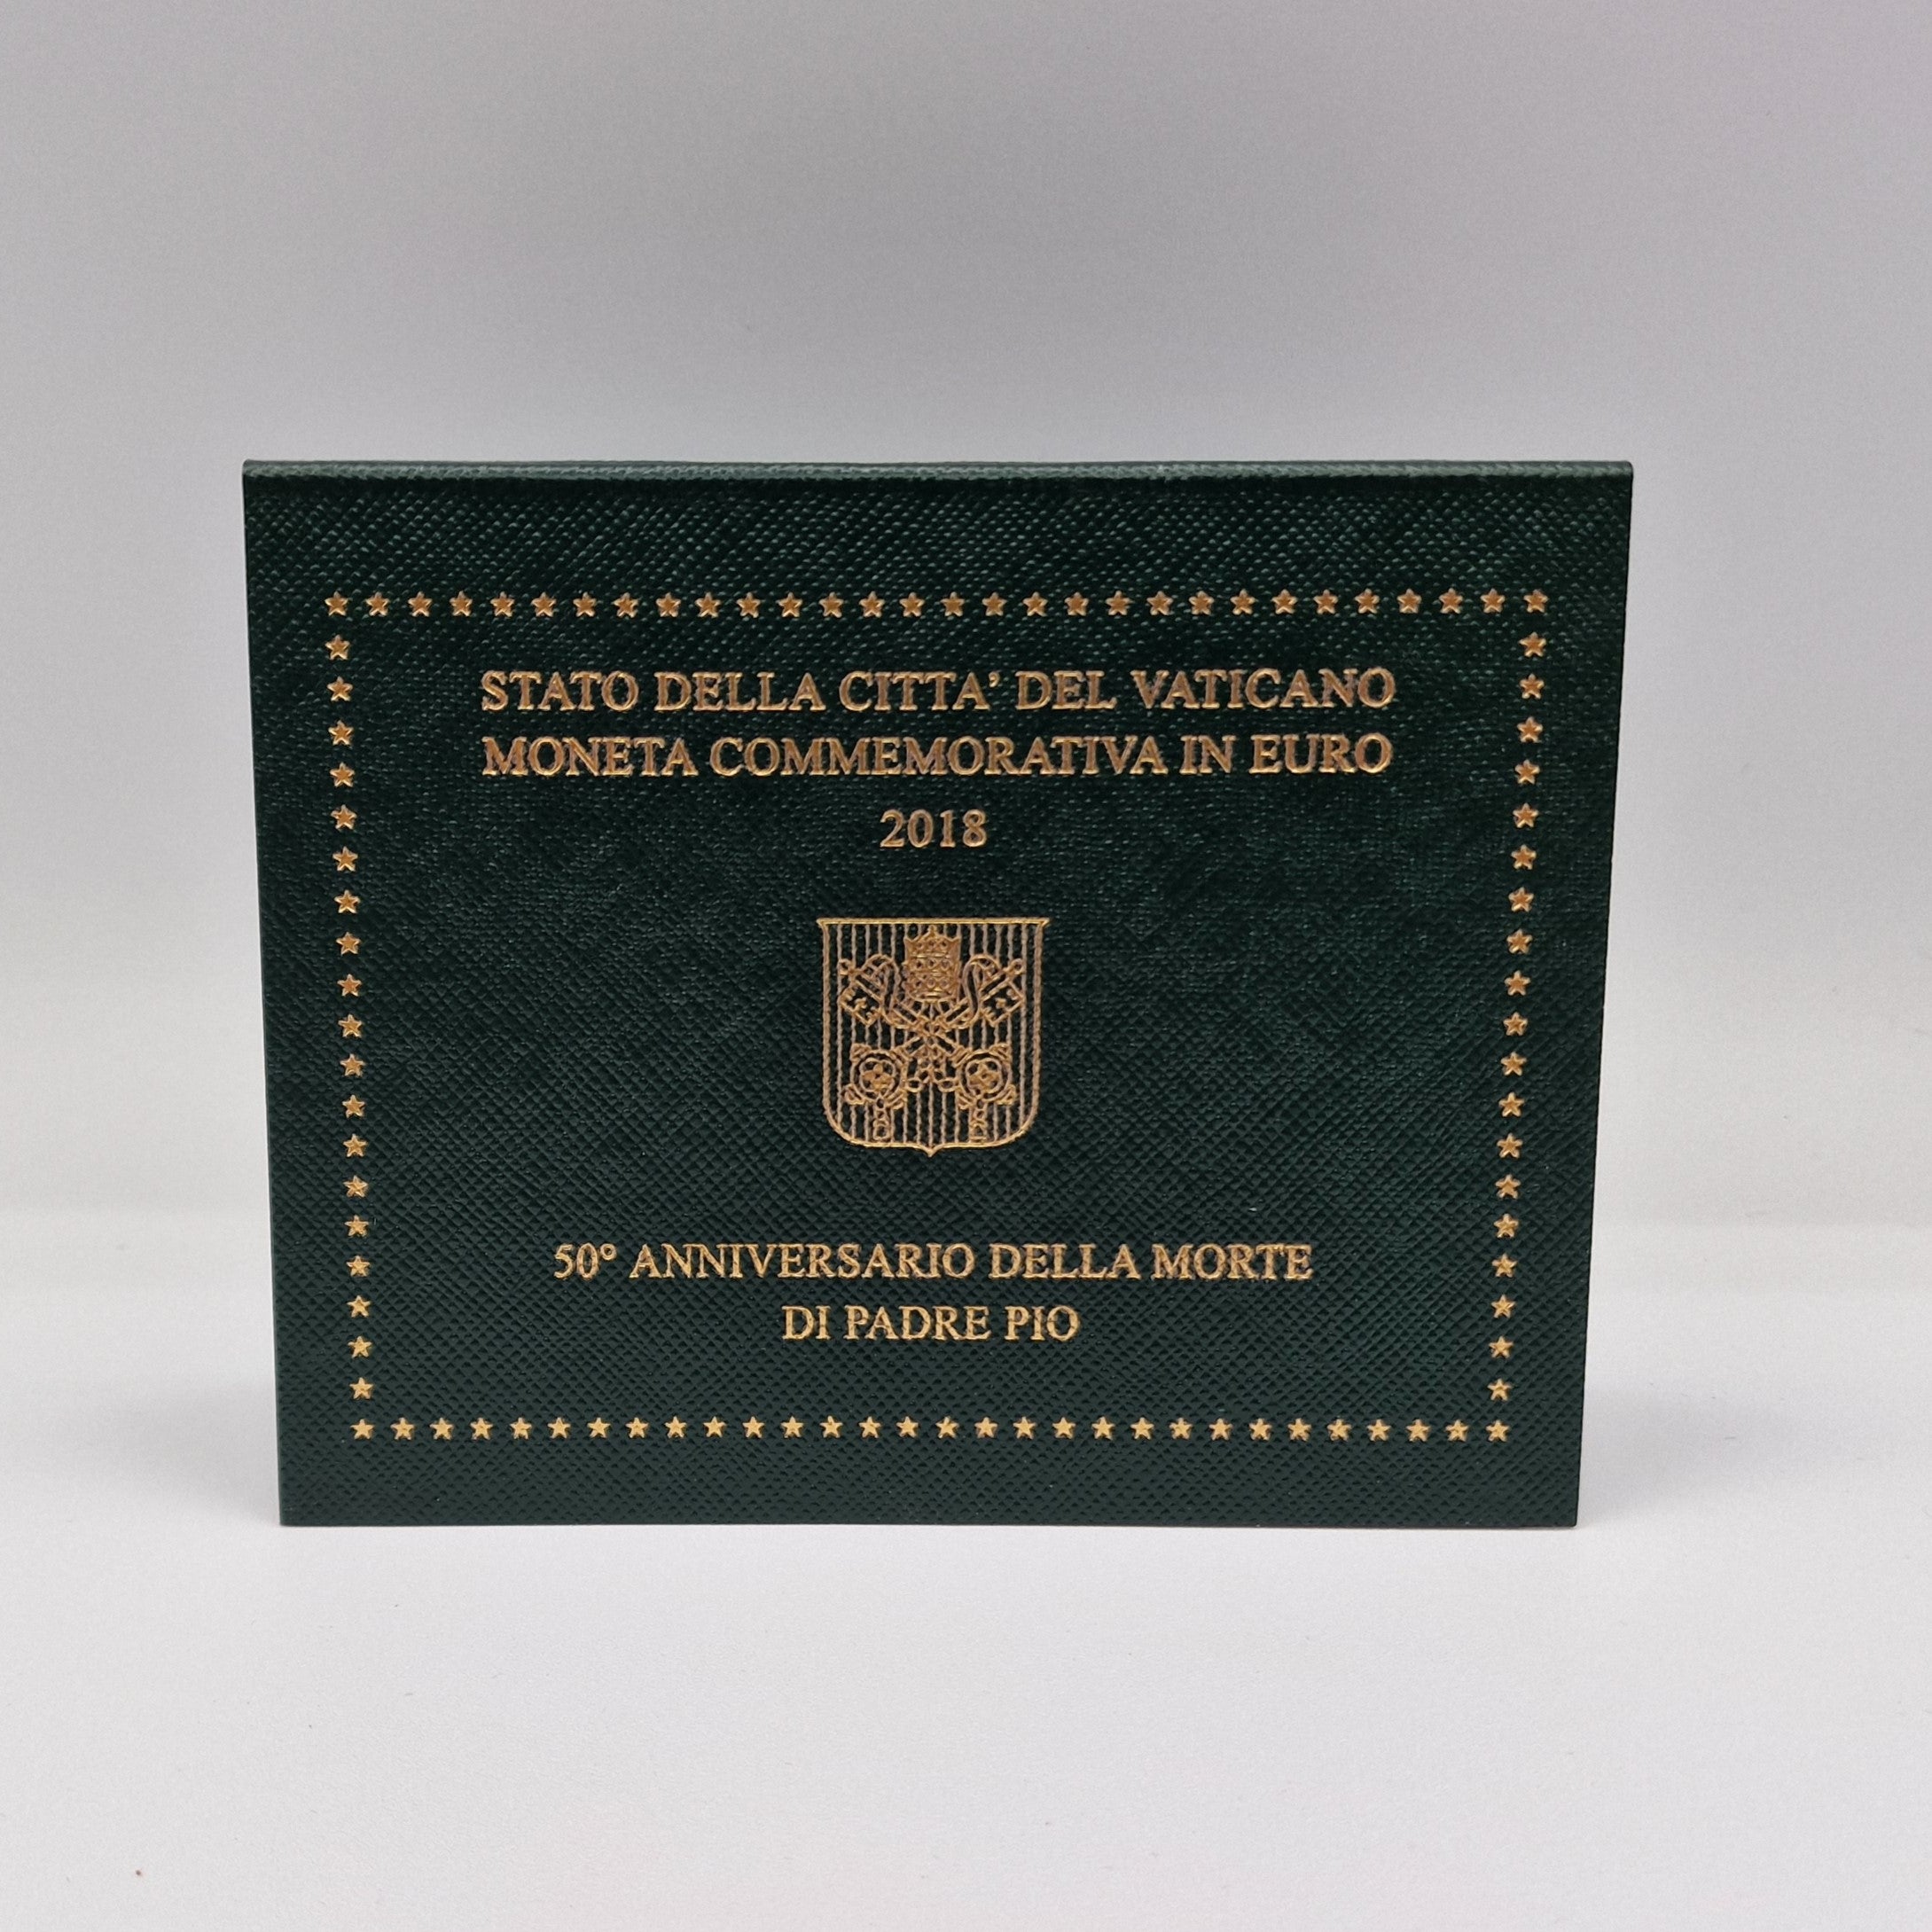 STATO DELLA CITTA' DEL VATICANO
MONETA COMMEMORATIVA IN EURO
2018
50° ANNIVERSARIO DELLA MORTE
DI PADRE PIO